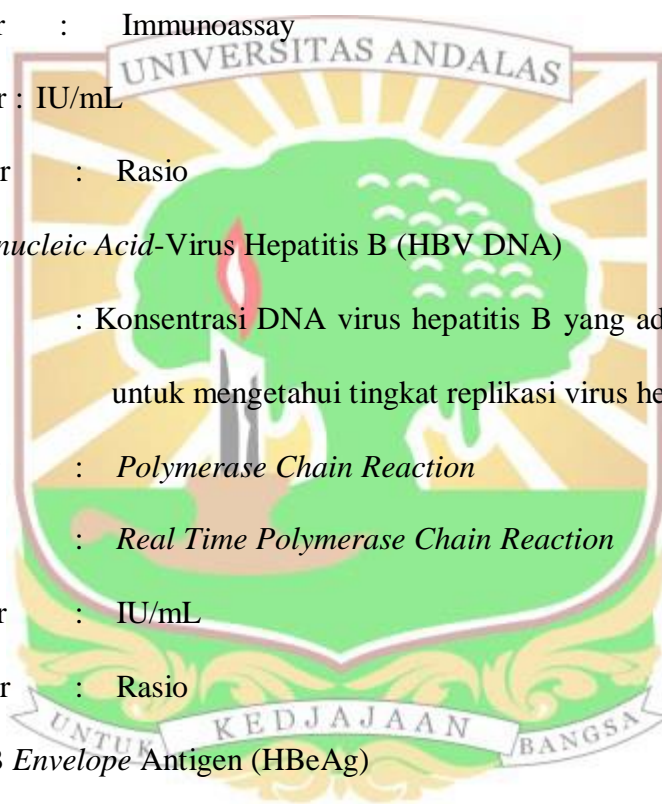 r : Immunoassay
UNIVERSITAS ANDALAS
r : IU/mL
r : Rasio
nucleic Acid-Virus Hepatitis B (HBV DNA)
: Konsentrasi DNA virus hepatitis B yang ad
untuk mengetahui tingkat replikasi virus he
: Polymerase Chain Reaction
: Real Time Polymerase Chain Reaction
r : IU/mL
r : Rasio
UNTUK KEDJAJAAN BANGSA
B Envelope Antigen (HBeAg)